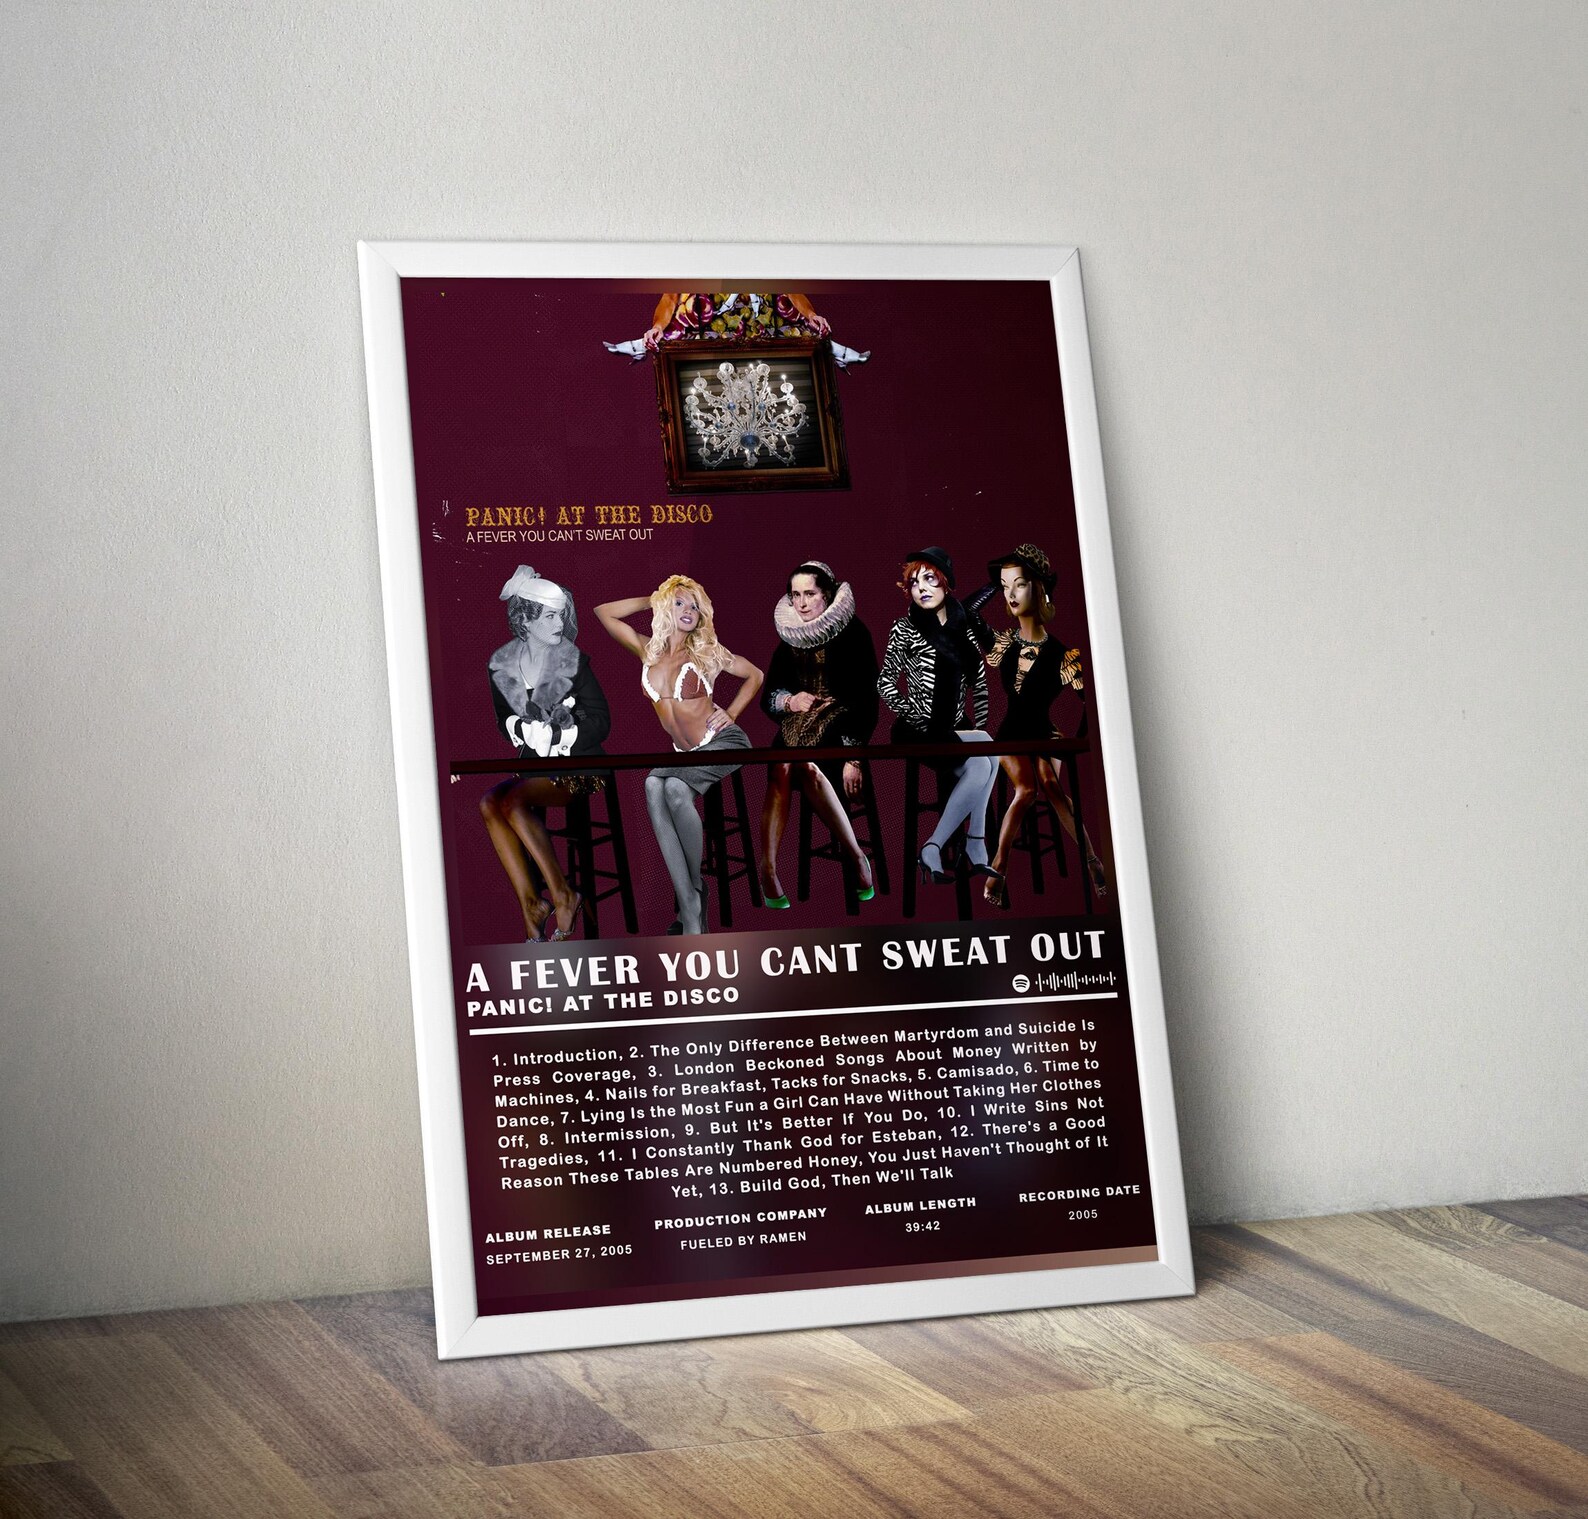 PANIC! AT THE DISCO
A FEVER YOU CAN'T SWEAT OUT
A FEVER YOU CANT SWEAT OUT
PANIC! AT THE DISCO
1. Introduction, 2. The Only Difference Between Martyrdom and Suicide Is
Press Coverage, 3. London Beckoned Songs About Money Written by
Machines, 4. Nails for Breakfast, Tacks for Snacks, 5. Camisado, 6. Time to
Dance, 7. Lying Is the Most Fun a Girl Can Have Without Taking Her Clothes
Off, 8. Intermission, 9. But It's Better If You Do, 10. I Write Sins Not
Tragedies, 11. I Constantly Thank God for Esteban, 12. There's a Good
Reason These Tables Are Numbered Honey, You Just Haven't Thought of It
Yet, 13. Build God, Then We'll Talk
ALBUM RELEASE
SEPTEMBER 27, 2005
PRODUCTION COMPANY
FUELED BY RAMEN
ALBUM LENGTH
39:42
RECORDING DATE
2005